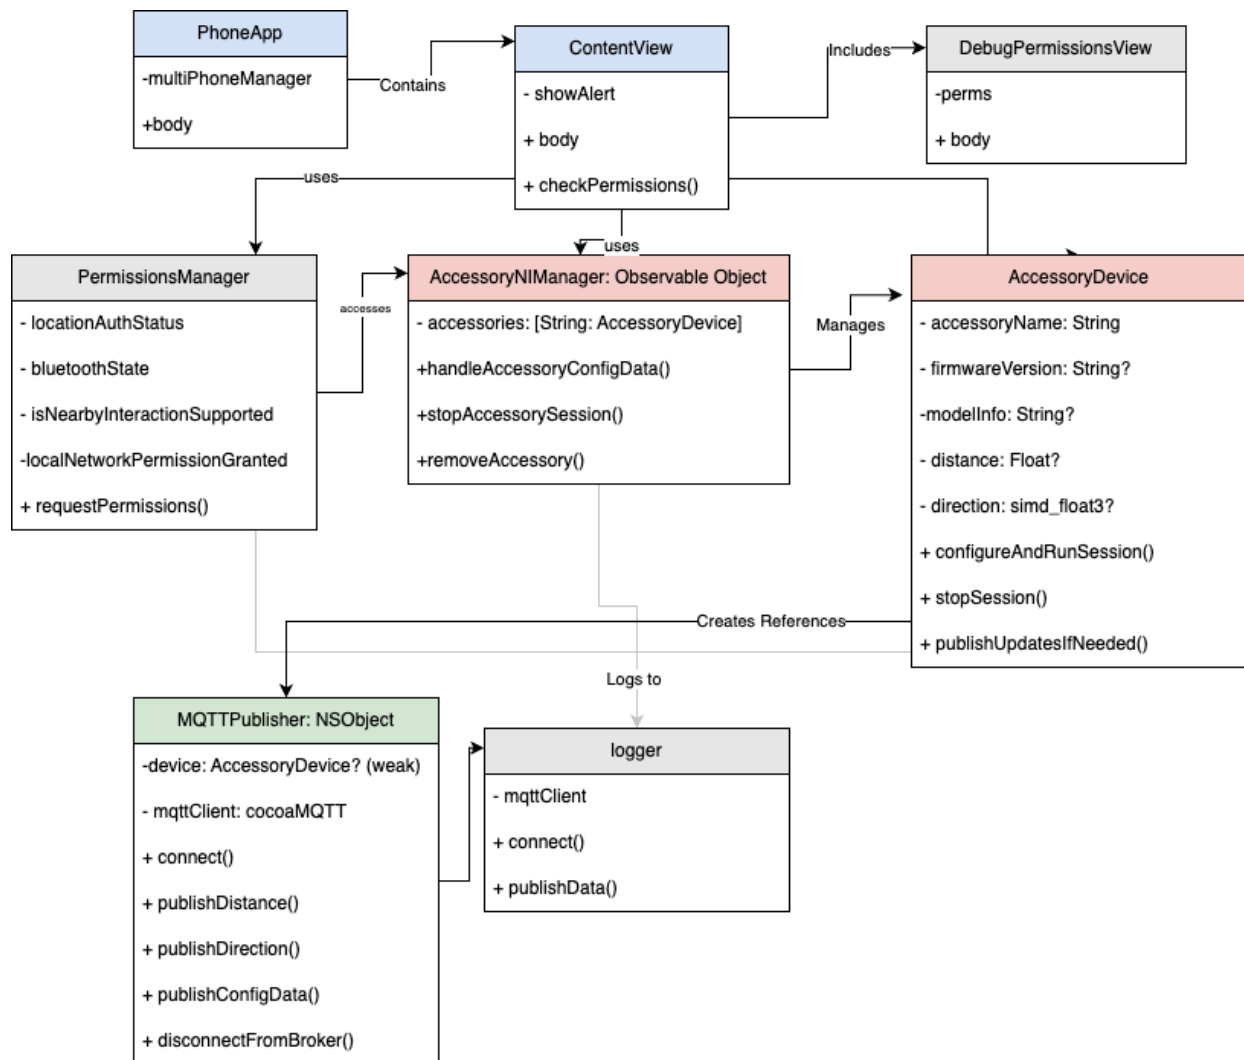 PhoneApp
-multiPhoneManager
+body
Contains
ContentView
- showAlert
+ body
+ checkPermissions()
Includes
DebugPermissionsView
-perms
+ body
uses
uses
PermissionsManager
- locationAuthStatus
- bluetoothState
- isNearbyInteractionSupported
-localNetworkPermissionGranted
+ requestPermissions()
accesses
AccessoryNIManager: Observable Object
- accessories: [String: AccessoryDevice]
+handleAccessoryConfigData()
+stopAccessorySession()
+removeAccessory()
Manages
AccessoryDevice
- accessoryName: String
- firmwareVersion: String?
-modelInfo: String?
- distance: Float?
- direction: simd_float3?
+ configureAndRunSession()
+ stopSession()
+ publishUpdatesIfNeeded()
Creates References
Logs to
MQTTPublisher: NSObject
-device: AccessoryDevice? (weak)
- mqttClient: cocoaMQTT
+ connect()
+ publishDistance()
+ publishDirection()
+ publishConfigData()
+ disconnectFromBroker()
logger
- mqttClient
+ connect()
+ publishData()